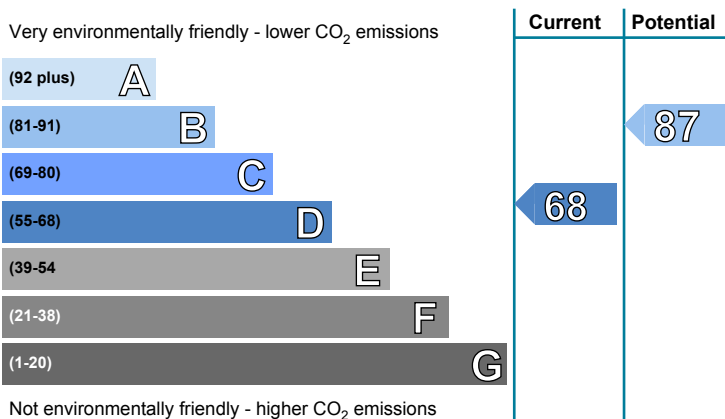 Very environmentally friendly - lower CO₂ emissions
Current
Potential
(92 plus) A
(81-91) B
87
(69-80) C
(55-68) D
68
(39-54 E
(21-38) F
(1-20) G
Not environmentally friendly - higher CO₂ emissions